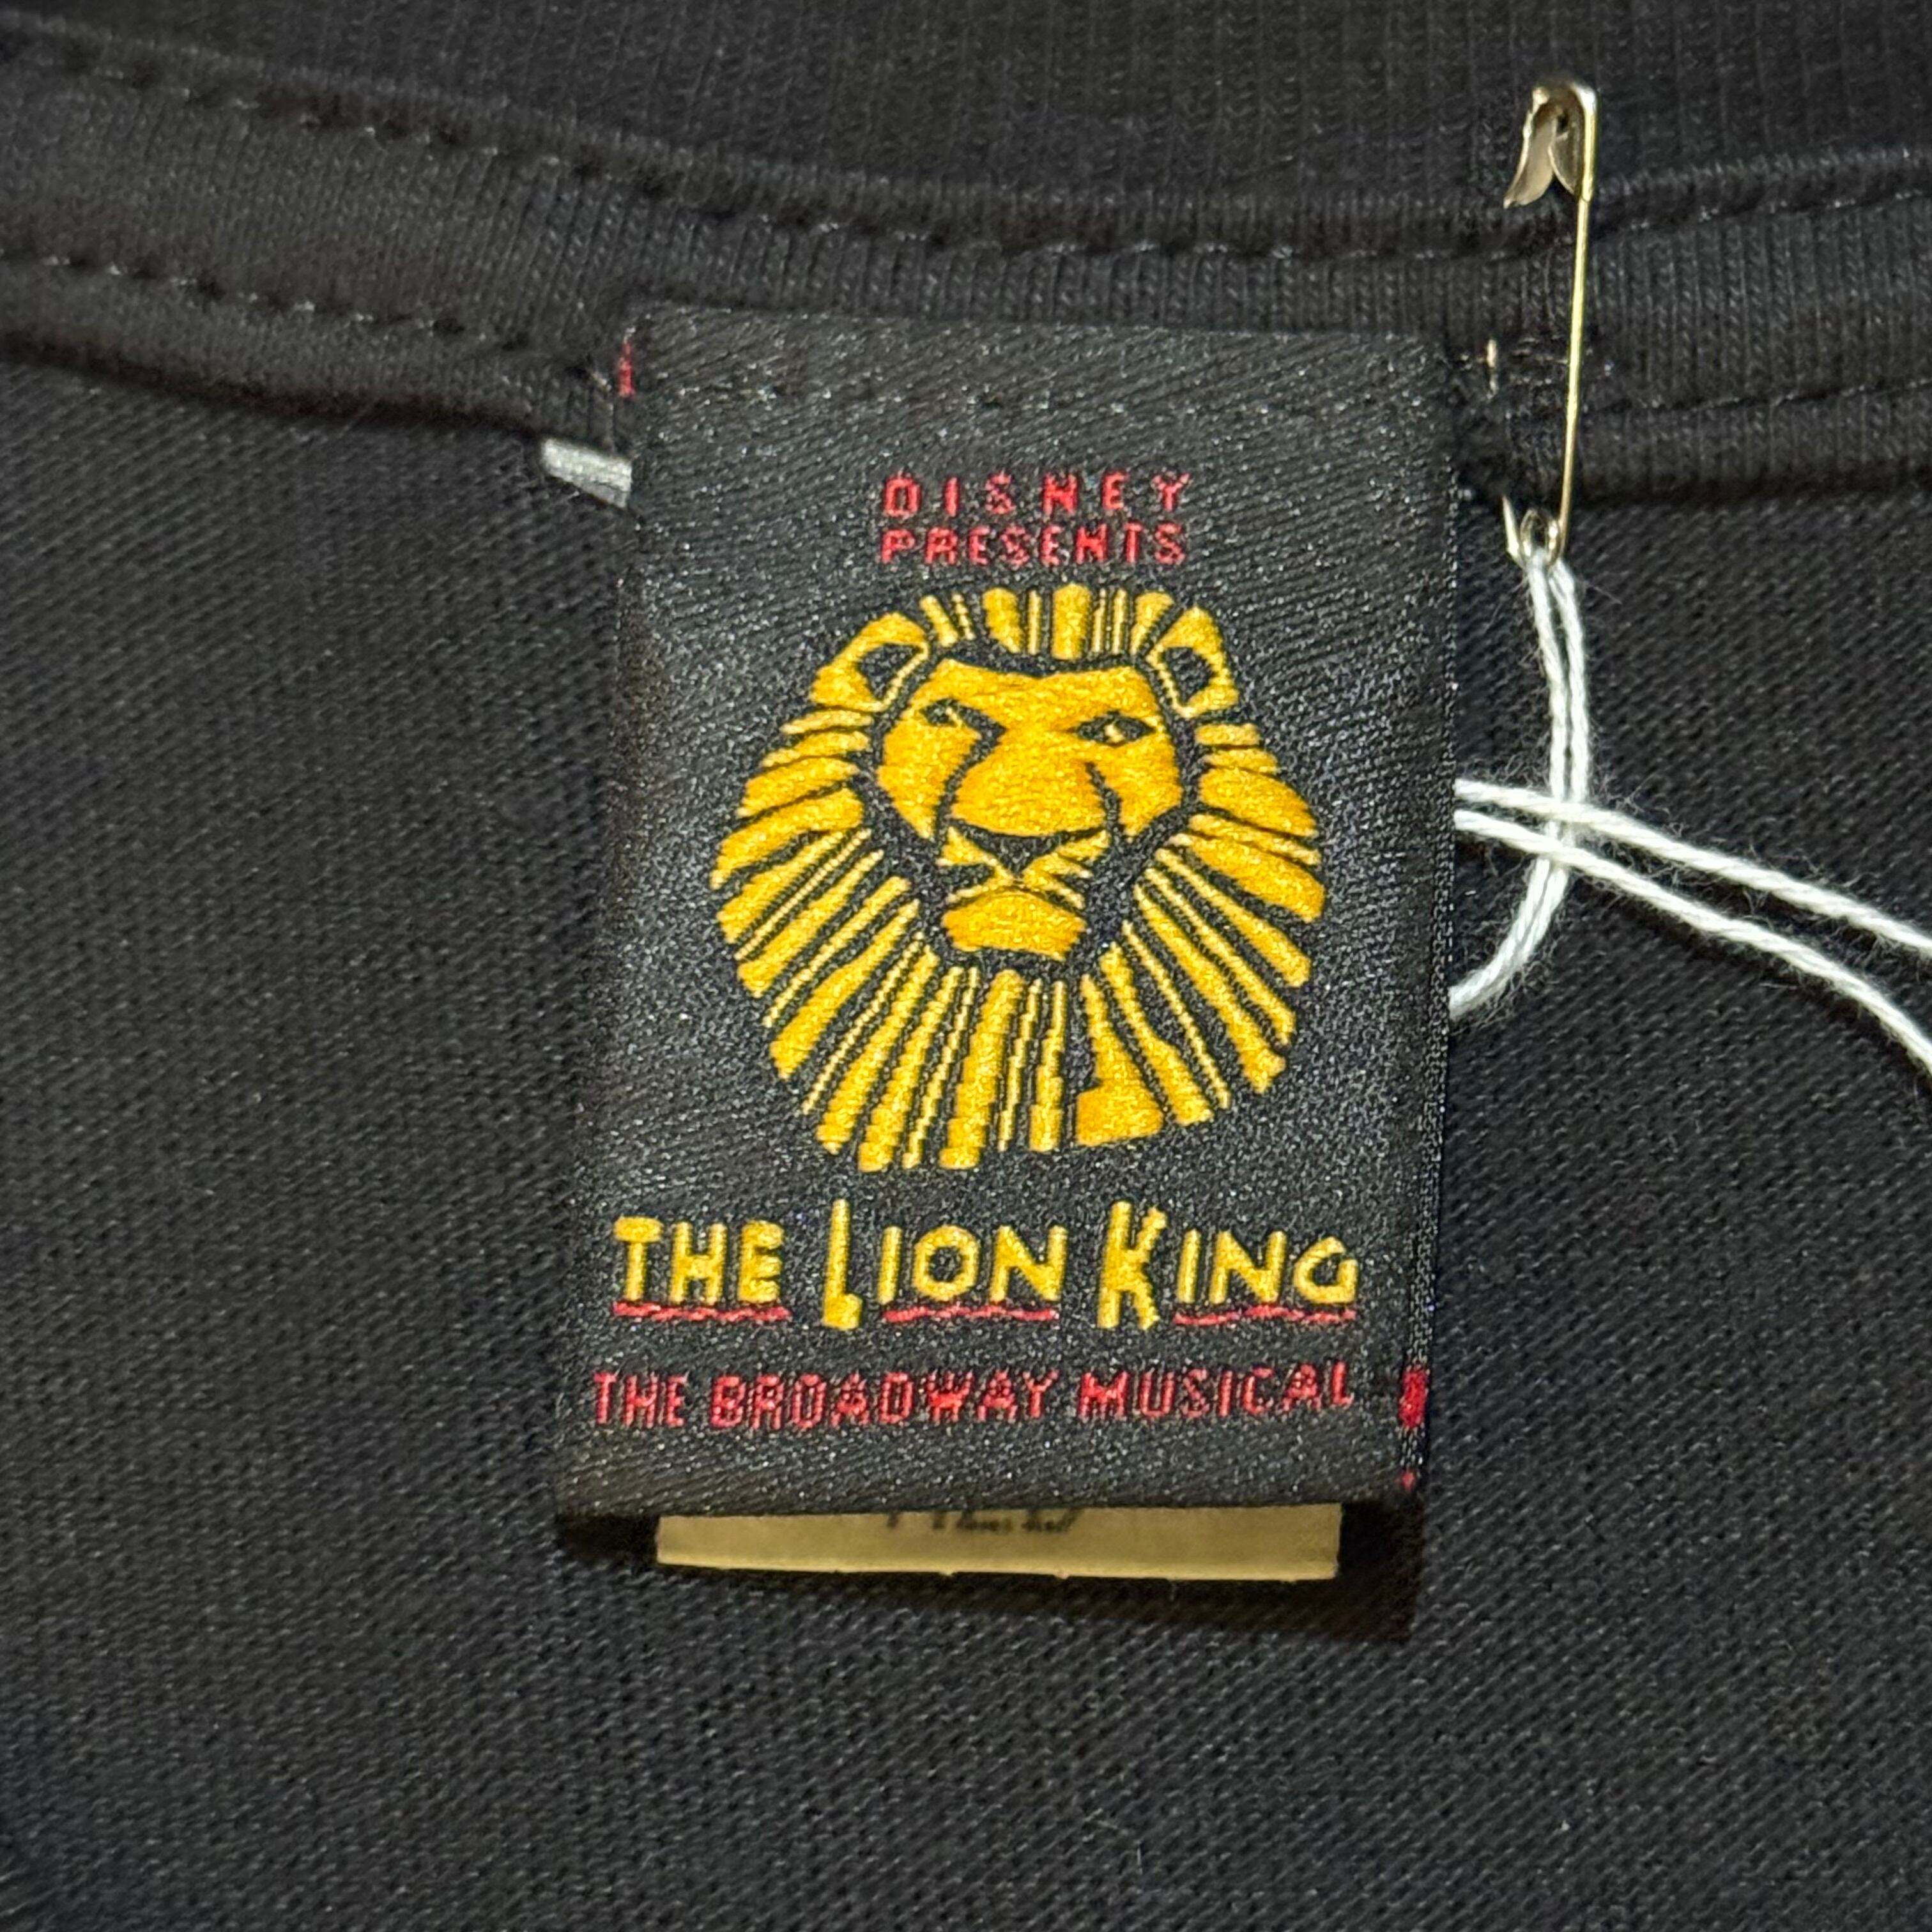 DISNEY
PRESENTS
THE LION KING
THE BROADWAY MUSICAL